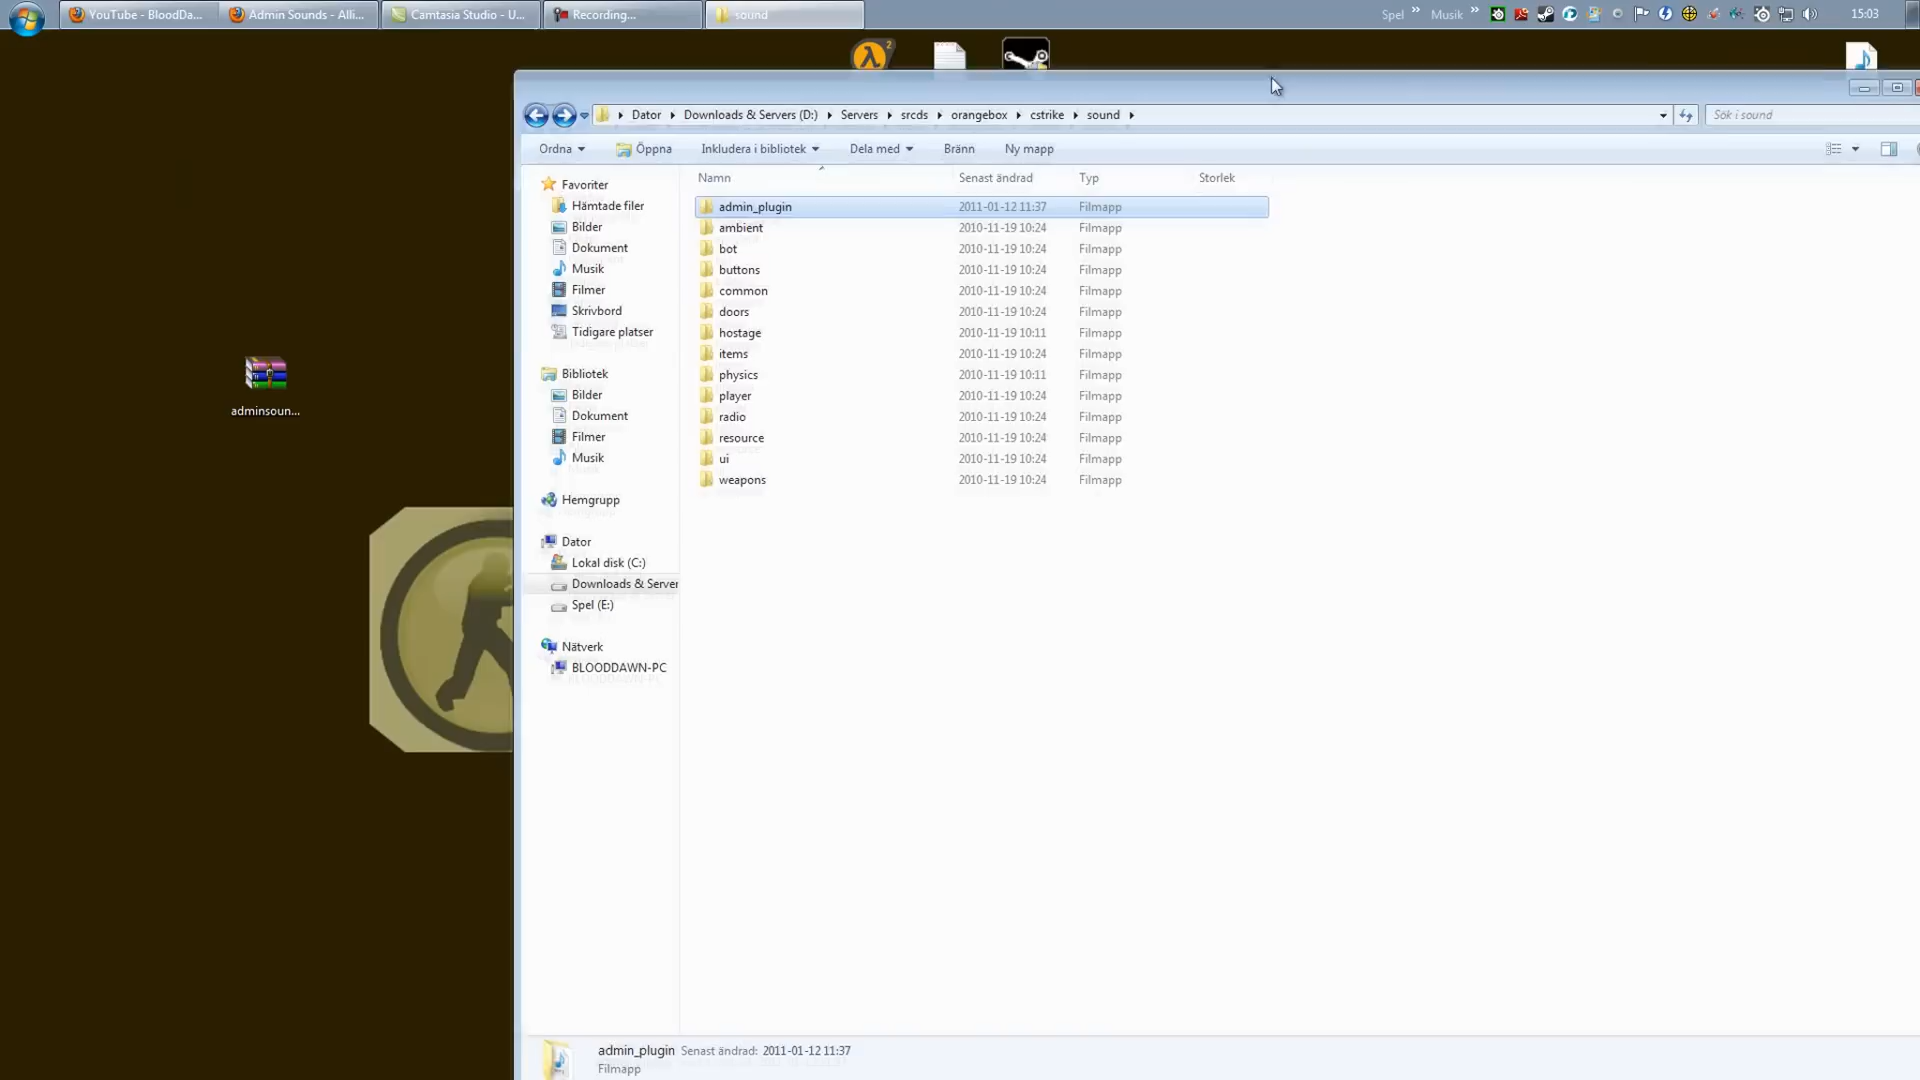 YouTube - BloodDa...
Admin Sounds - Alli...
Camtasia Studio - U...
Recording...
sound
Spel »
Musik »
15:03
Dator
Downloads & Servers (D:)
Servers
srcds
orangebox
cstrike
sound
Sök i sound
Ordna
Öppna
Inkludera i bibliotek
Dela med
Bränn
Ny mapp
Namn
Senast ändrad
Typ
Storlek
Favoriter
Hämtade filer
Bilder
Dokument
Musik
Filmer
Skrivbord
Tidigare platser
Bibliotek
Bilder
Dokument
Filmer
Musik
Hemgrupp
Dator
Lokal disk (C:)
Downloads & Server
Spel (E:)
Nätverk
BLOODDAWN-PC
admin_plugin 2011-01-12 11:37 Filmapp
ambient 2010-11-19 10:24 Filmapp
bot 2010-11-19 10:24 Filmapp
buttons 2010-11-19 10:24 Filmapp
common 2010-11-19 10:24 Filmapp
doors 2010-11-19 10:24 Filmapp
hostage 2010-11-19 10:11 Filmapp
items 2010-11-19 10:24 Filmapp
physics 2010-11-19 10:11 Filmapp
player 2010-11-19 10:24 Filmapp
radio 2010-11-19 10:24 Filmapp
resource 2010-11-19 10:24 Filmapp
ui 2010-11-19 10:24 Filmapp
weapons 2010-11-19 10:24 Filmapp
adminsoun...
admin_plugin Senast ändrad: 2011-01-12 11:37
Filmapp